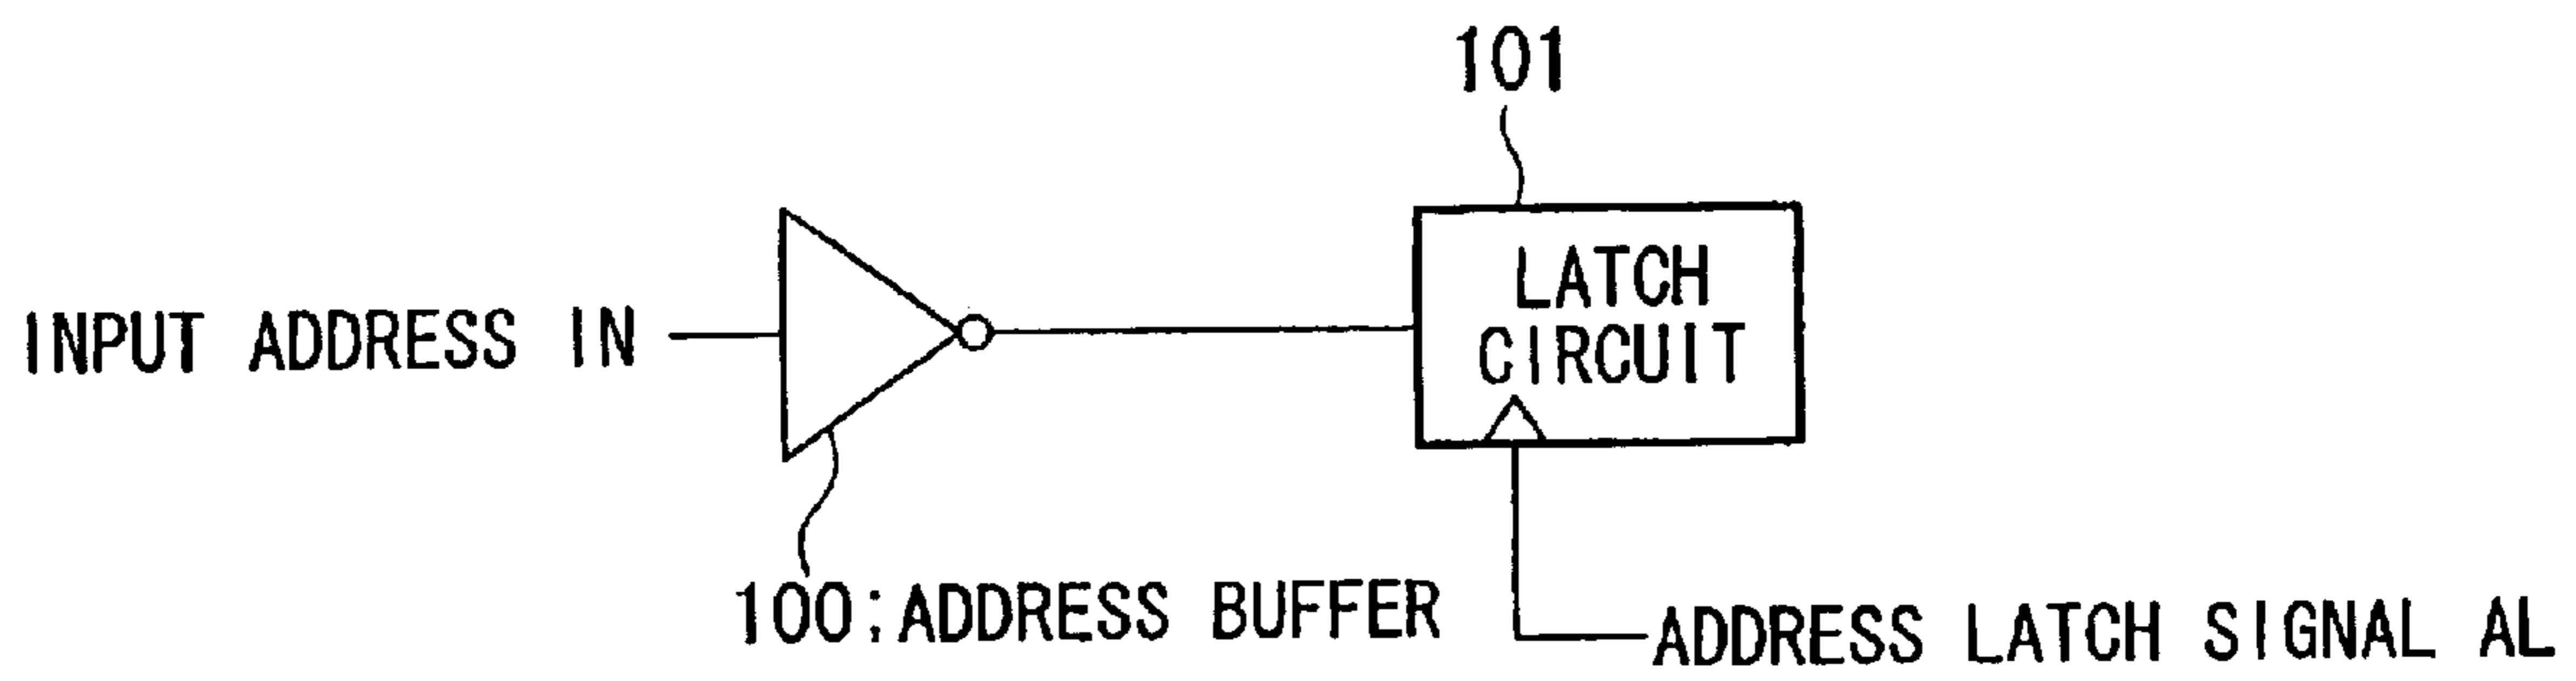 101
LATCH
CIRCUIT
INPUT ADDRESS IN
100;ADDRESS BUFFER
ADDRESS LATCH SIGNAL AL